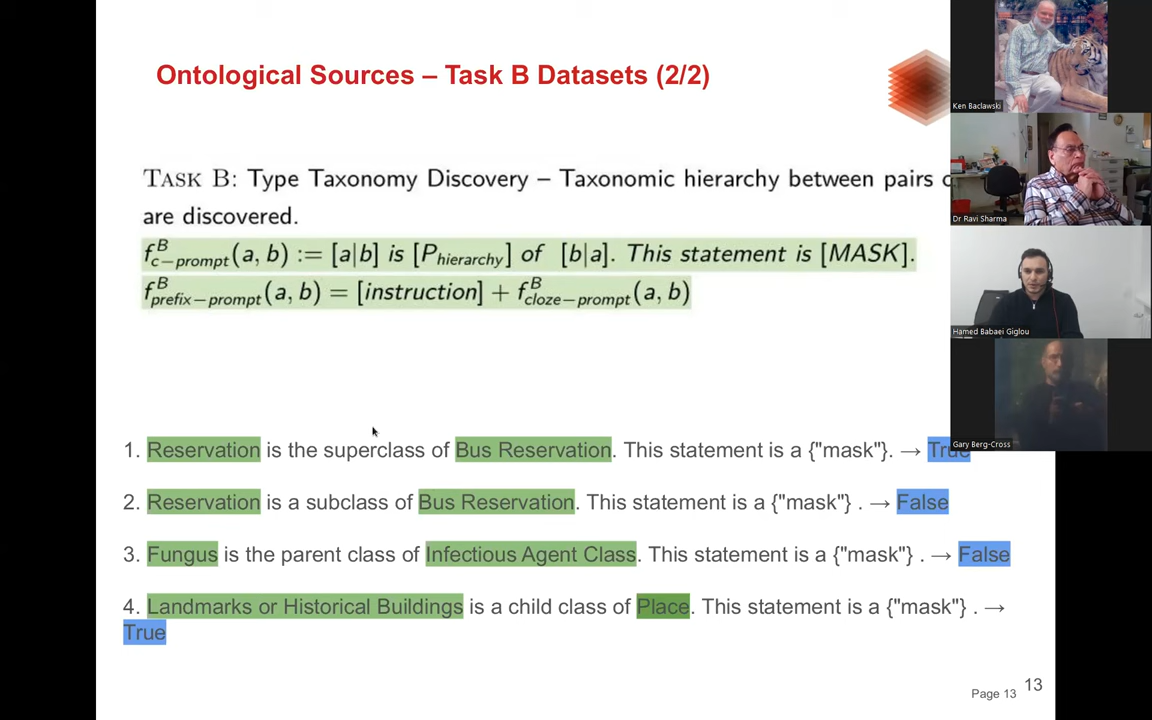 Ontological Sources – Task B Datasets (2/2)
TASK B: Type Taxonomy Discovery – Taxonomic hierarchy between pairs
are discovered.
f^B_{c-prompt}(a, b) := [a|b] is [P_{hierarchy}] of [b|a]. This statement is [MASK].
f^B_{prefix-prompt}(a, b) = [instruction] + f^B_{cloze-prompt}(a, b)
1. Reservation is the superclass of Bus Reservation. This statement is a {"mask"}. → True
2. Reservation is a subclass of Bus Reservation. This statement is a {"mask"} . → False
3. Fungus is the parent class of Infectious Agent Class. This statement is a {"mask"} . → False
4. Landmarks or Historical Buildings is a child class of Place. This statement is a {"mask"} . →
True
Page 13
13
Ken Baclawski
Dr Ravi Sharma
Hamed Babaei Giglou
Gary Berg-Cross